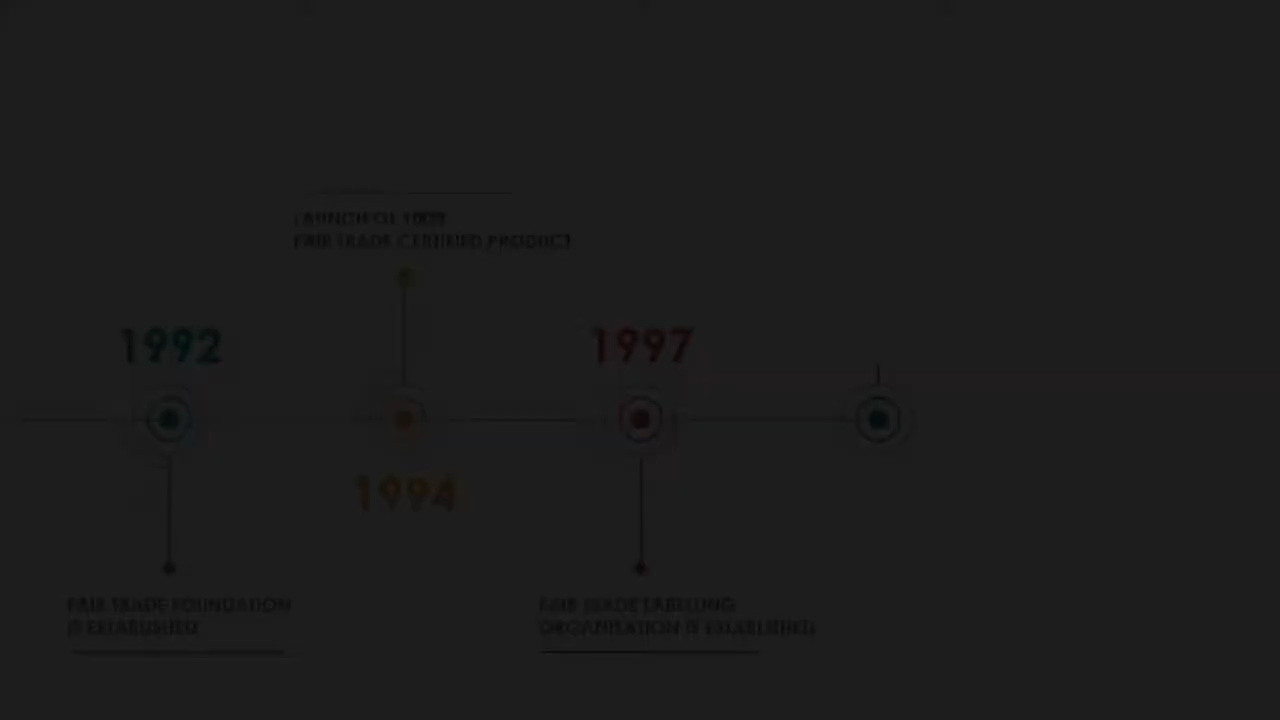 LAUNCH OF 100%
FAIR TRADE CERTIFIED PRODUCT
1992
1997
1994
FAIR TRADE FOUNDATION
IS ESTABLISHED
FAIR TRADE LABELLING
ORGANISATION IS ESTABLISHED